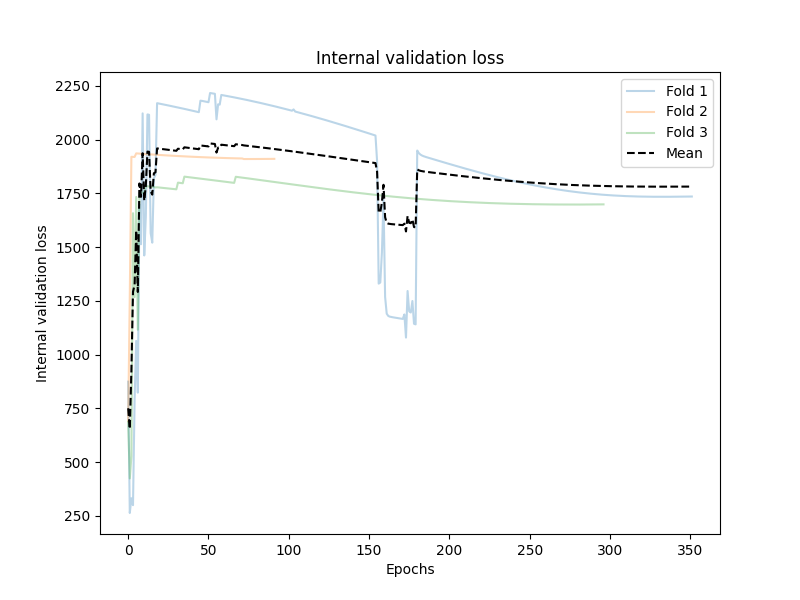 Internal validation loss
Fold 1
Fold 2
Fold 3
Mean
Internal validation loss
2250
2000
1750
1500
1250
1000
750
500
250
0 50 100 150 200 250 300 350
Epochs